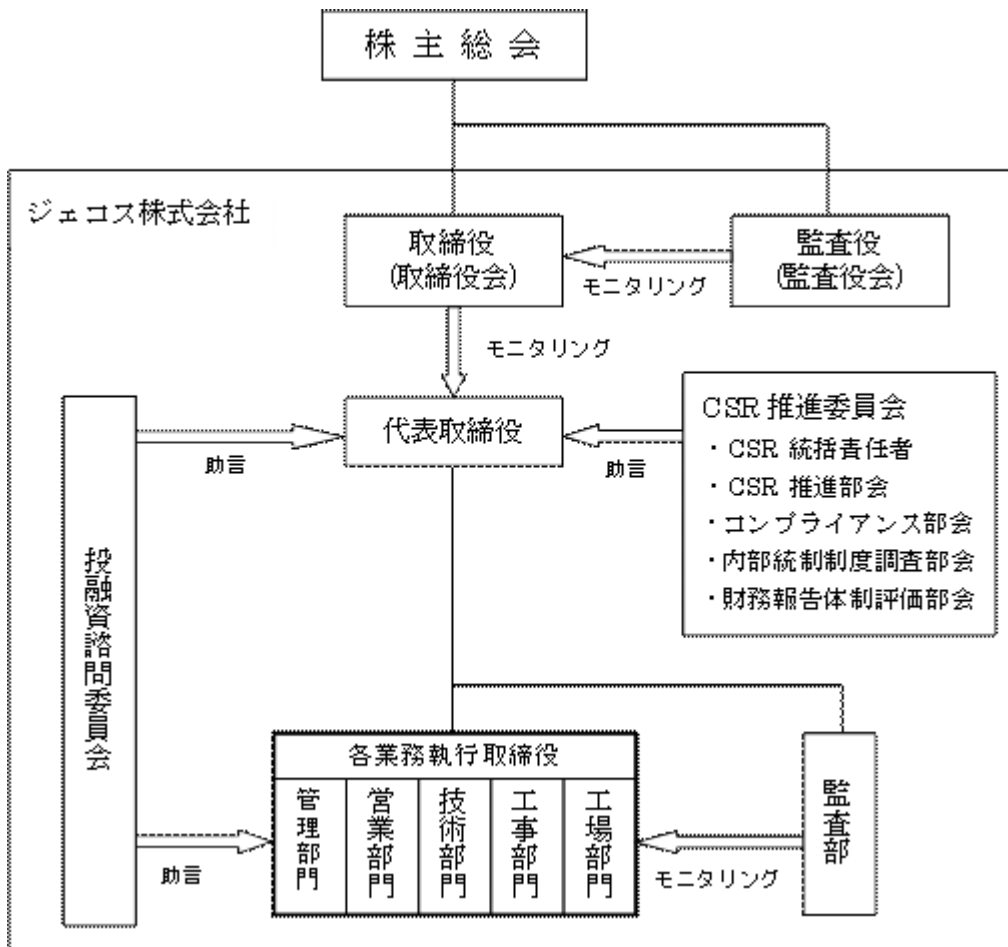 株主総会
ジェコス株式会社
取締役
(取締役会)
監査役
(監査役会)
モニタリング
モニタリング
代表取締役
助言
助言
CSR 推進委員会
・CSR 統括責任者
・CSR 推進部会
・コンプライアンス部会
・内部統制制度調査部会
・財務報告体制評価部会
投融資諮問委員会
各業務執行取締役
管理部門
営業部門
技術部門
工事部門
工場部門
監査部
助言
モニタリング